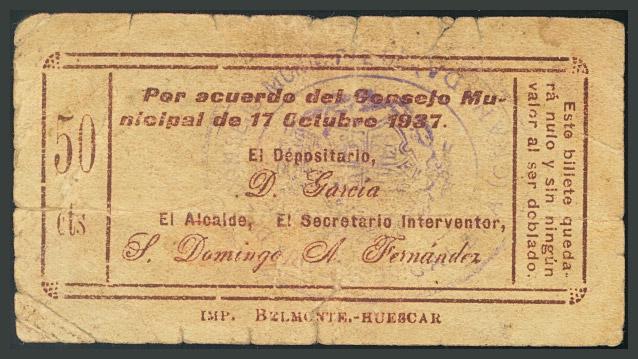 50
cts
Por acuerdo del Consejo Mu-
nicipal de 17 Octubre 1937.
El Depositario,
D. García
El Alcalde, El Secretario Interventor,
S. Domingo A. Fernández
Este billete queda-
rá nulo y sin ningún
valor al ser doblado.
IMP. BELMONTE.-HUESCAR